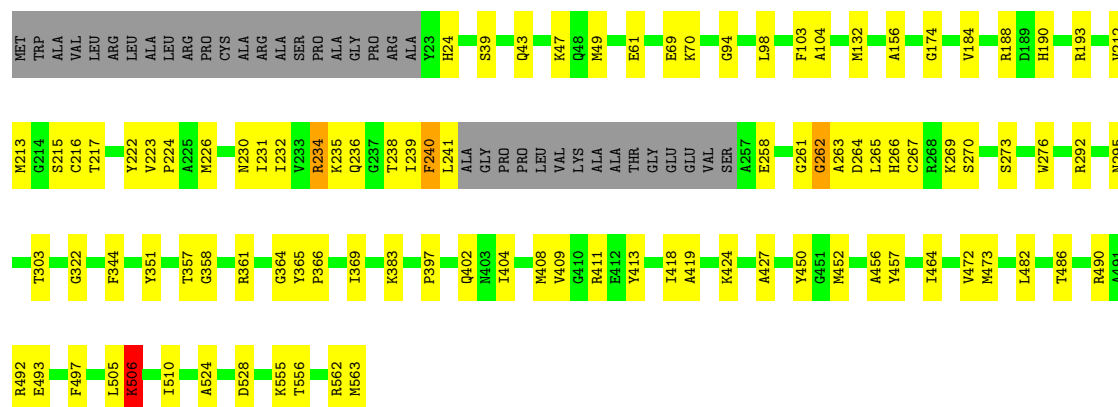 MET TRP ALA VAL LEU ARG LEU LEU ALA LEU ARG PRO CYS ALA ARG ALA SER PRO ALA GLY PRO ARG ALA Y23 H24 S39 Q43 K47 Q48 M49 E61 E69 K70 G94 L98 F103 A104 M132 A156 G174 V184 R188 D189 H190 R193
M213 G214 S215 C216 T217 Y222 V223 P224 A225 M226 N230 I231 I232 V233 R234 K235 Q236 G237 T238 I239 F240 L241 ALA GLY PRO PRO LEU VAL LYS ALA ALA THR GLY GLU GLU VAL SER A257 E258 G261 G262 A263 D264 L265 H266 C267 R268 K269 S270 S273 W276 R292
T303 G322 F344 Y351 T357 G358 R361 G364 Y365 P366 I369 K383 P397 Q402 N403 I404 M408 V409 G410 R411 E412 Y413 I418 A419 K424 A427 Y450 G451 M452 A456 Y457 I464 V472 M473 L482 T486 R490
R492 E493 F497 L505 K506 I510 A524 D528 K555 T556 R562 M563